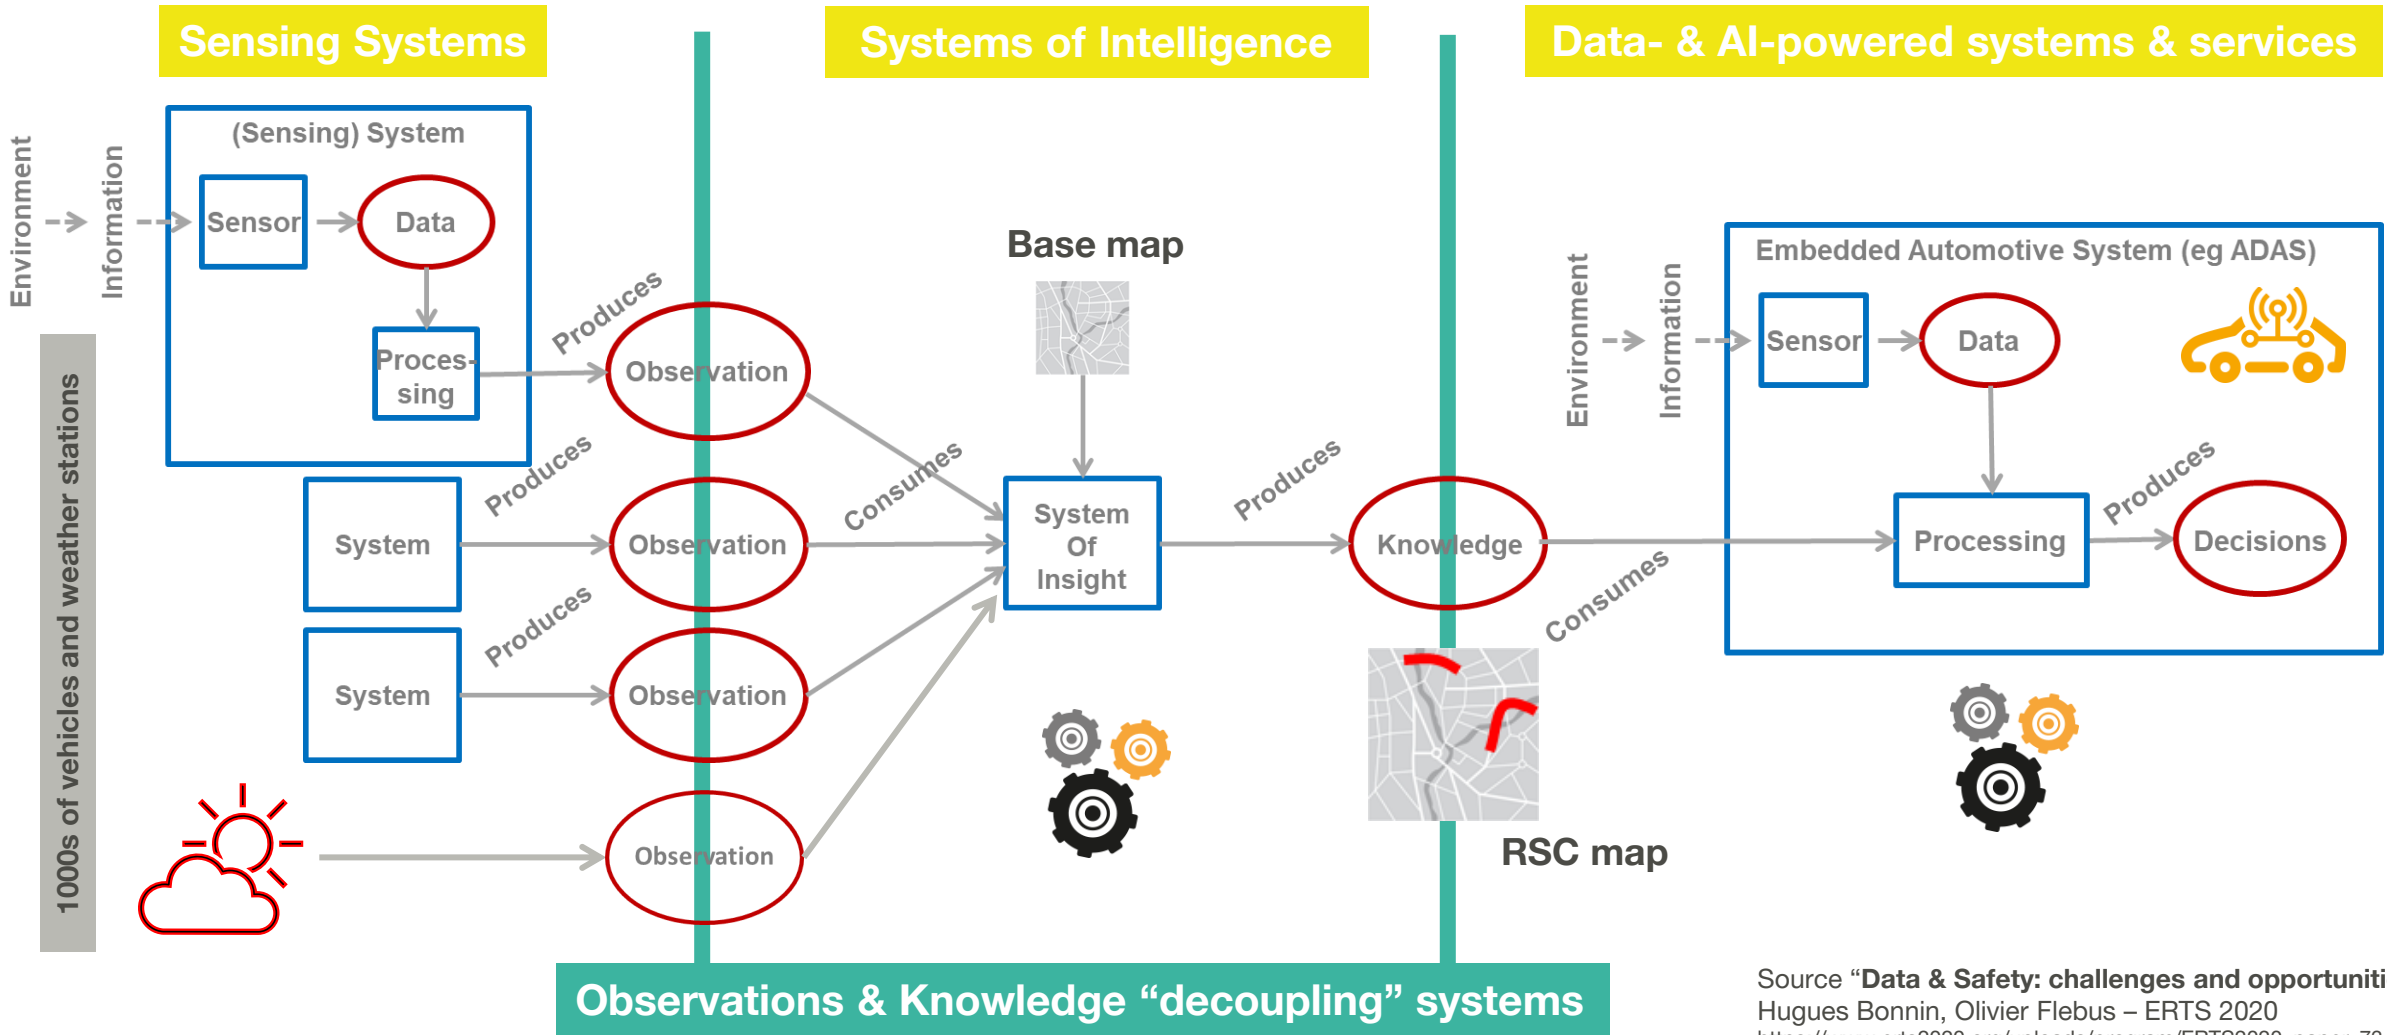 Sensing Systems
Systems of Intelligence
Data- & AI-powered systems & services
(Sensing) System
Environment
Information
Sensor
Data
Proces-
sing
Produces
Observation
1000s of vehicles and weather stations
System
Produces
Observation
System
Produces
Observation
Observation
Consumes
Base map
System
Of
Insight
Produces
Knowledge
Consumes
RSC map
Environment
Information
Embedded Automotive System (eg ADAS)
Sensor
Data
Processing
Produces
Decisions
Observations & Knowledge “decoupling” systems
Source “Data & Safety: challenges and opportuniti
Hugues Bonnin, Olivier Flebus – ERTS 2020